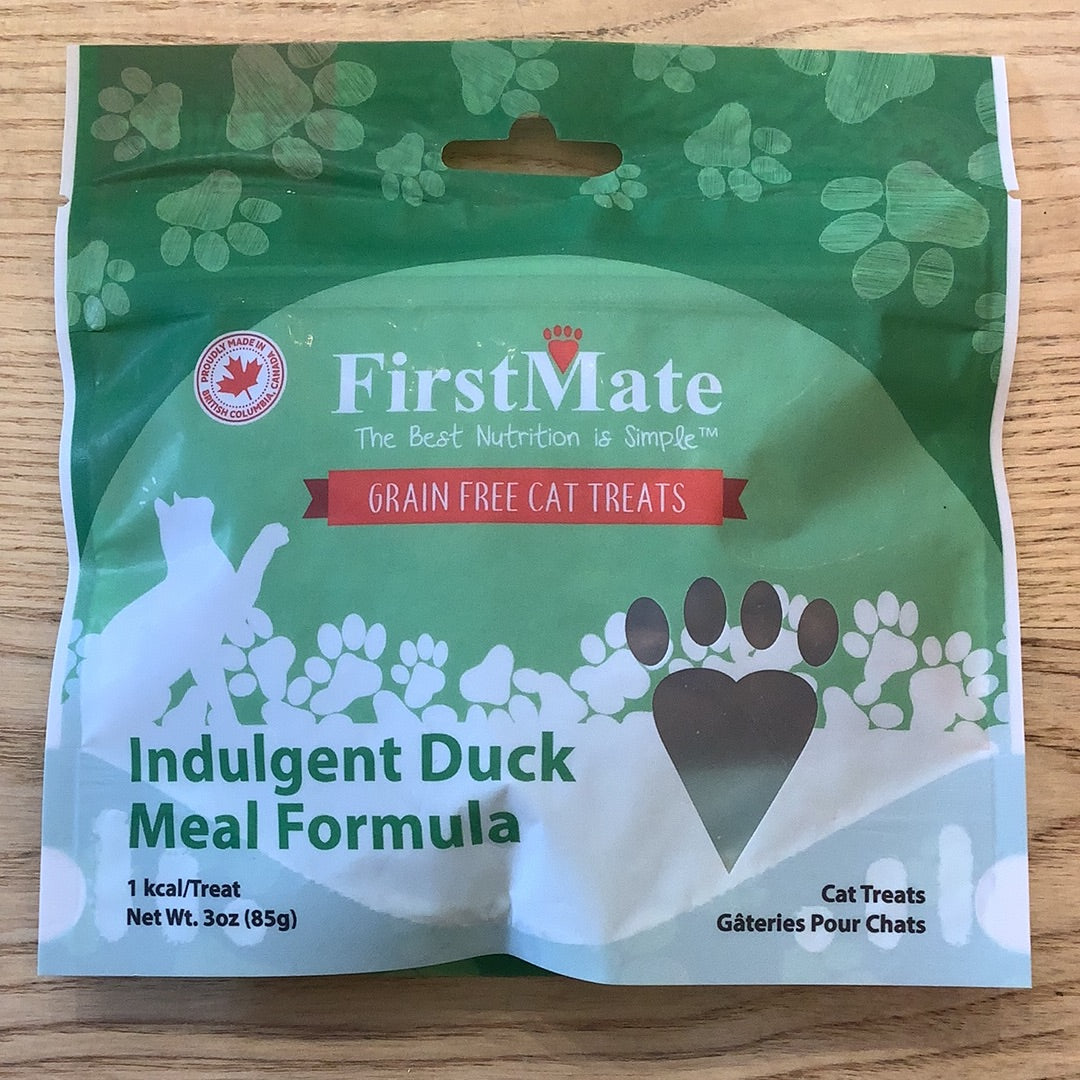 PROUDLY MADE IN
BRITISH COLUMBIA, CANADA
FirstMate
The Best Nutrition is Simple™
GRAIN FREE CAT TREATS
Indulgent Duck
Meal Formula
1 kcal/Treat
Net Wt. 3oz (85g)
Cat Treats
Gâteries Pour Chats